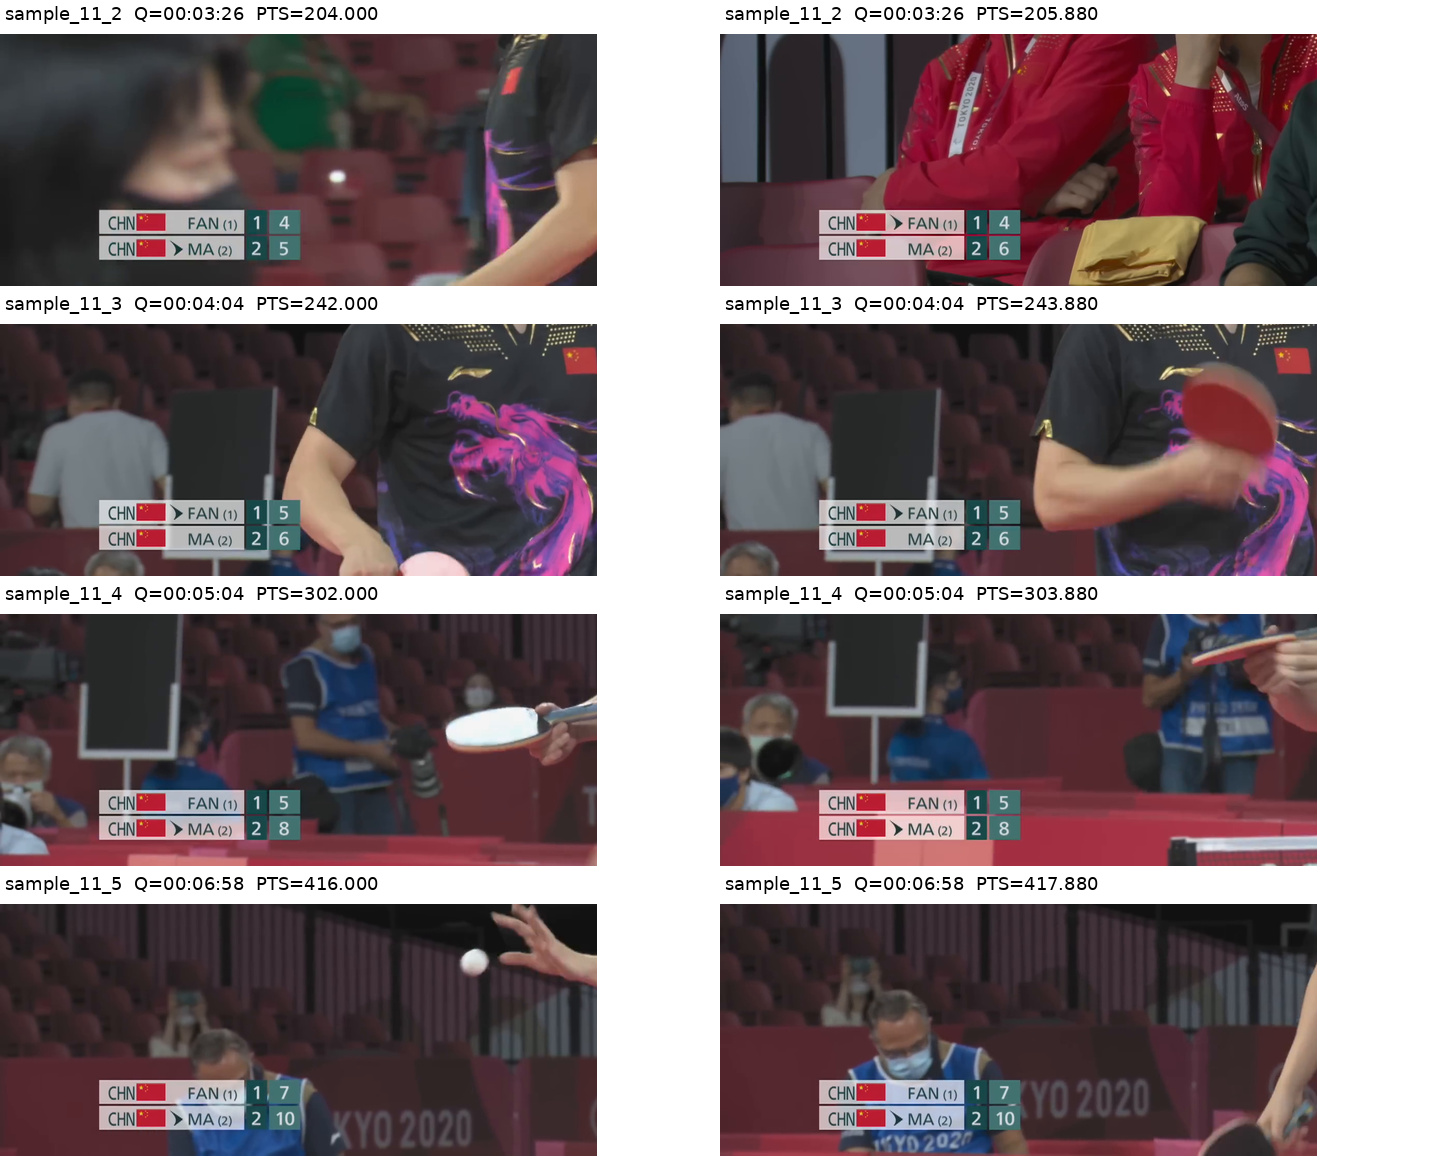 sample_11_2 Q=00:03:26 PTS=204.000
sample_11_2 Q=00:03:26 PTS=205.880
CHN FAN (1) 1 4
CHN MA (2) 2 5
TOKYO 2020
CHN FAN (1) 1 4
CHN MA (2) 2 6
sample_11_3 Q=00:04:04 PTS=242.000
sample_11_3 Q=00:04:04 PTS=243.880
CHN FAN (1) 1 5
CHN MA (2) 2 6
CHN FAN (1) 1 5
CHN MA (2) 2 6
sample_11_4 Q=00:05:04 PTS=302.000
sample_11_4 Q=00:05:04 PTS=303.880
CHN FAN (1) 1 5
CHN MA (2) 2 8
CHN FAN (1) 1 5
CHN MA (2) 2 8
sample_11_5 Q=00:06:58 PTS=416.000
sample_11_5 Q=00:06:58 PTS=417.880
CHN FAN (1) 1 7
CHN MA (2) 2 10
KYO 2020
CHN FAN (1) 1 7
CHN MA (2) 2 10
KYO 2020